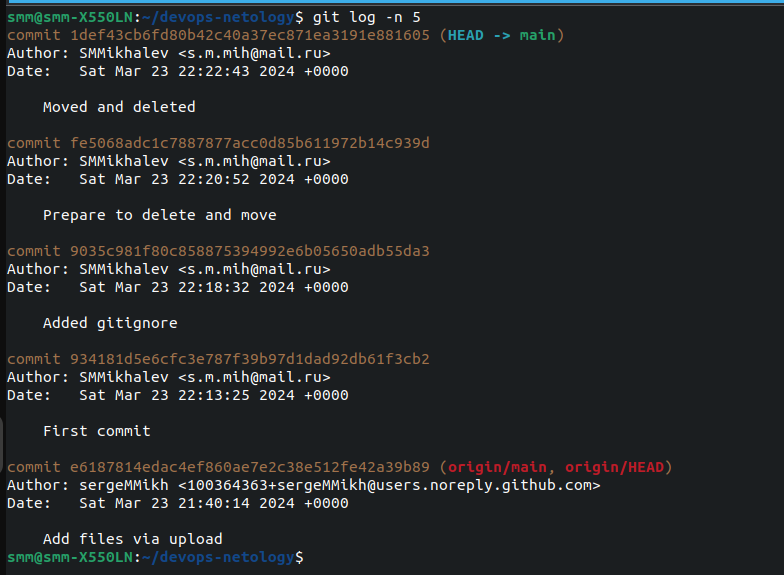 smm@smm-X550LN:~/devops-netology$ git log -n 5
commit 1def43cb6fd80b42c40a37ec871ea3191e881605 (HEAD -> main)
Author: SMMikhalev <s.m.mih@mail.ru>
Date:   Sat Mar 23 22:22:43 2024 +0000

    Moved and deleted

commit fe5068adc1c7887877acc0d85b611972b14c939d
Author: SMMikhalev <s.m.mih@mail.ru>
Date:   Sat Mar 23 22:20:52 2024 +0000

    Prepare to delete and move

commit 9035c981f80c858875394992e6b05650adb55da3
Author: SMMikhalev <s.m.mih@mail.ru>
Date:   Sat Mar 23 22:18:32 2024 +0000

    Added gitignore

commit 934181d5e6cfc3e787f39b97d1dad92db61f3cb2
Author: SMMikhalev <s.m.mih@mail.ru>
Date:   Sat Mar 23 22:13:25 2024 +0000

    First commit

commit e6187814edac4ef860ae7e2c38e512fe42a39b89 (origin/main, origin/HEAD)
Author: sergeMMikh <100364363+sergeMMikh@users.noreply.github.com>
Date:   Sat Mar 23 21:40:14 2024 +0000

    Add files via upload
smm@smm-X550LN:~/devops-netology$